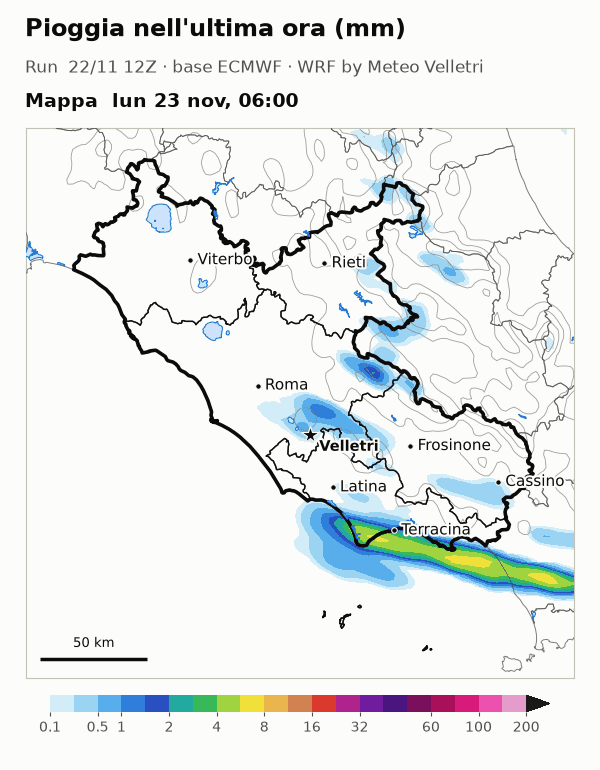 Pioggia nell'ultima ora (mm)
Run 22/11 12Z · base ECMWF · WRF by Meteo Velletri
Mappa lun 23 nov, 06:00
Viterbo
Rieti
Roma
Velletri
Frosinone
Latina
Cassino
Terracina
50 km
0.1 0.5 1 2 4 8 16 32 60 100 200